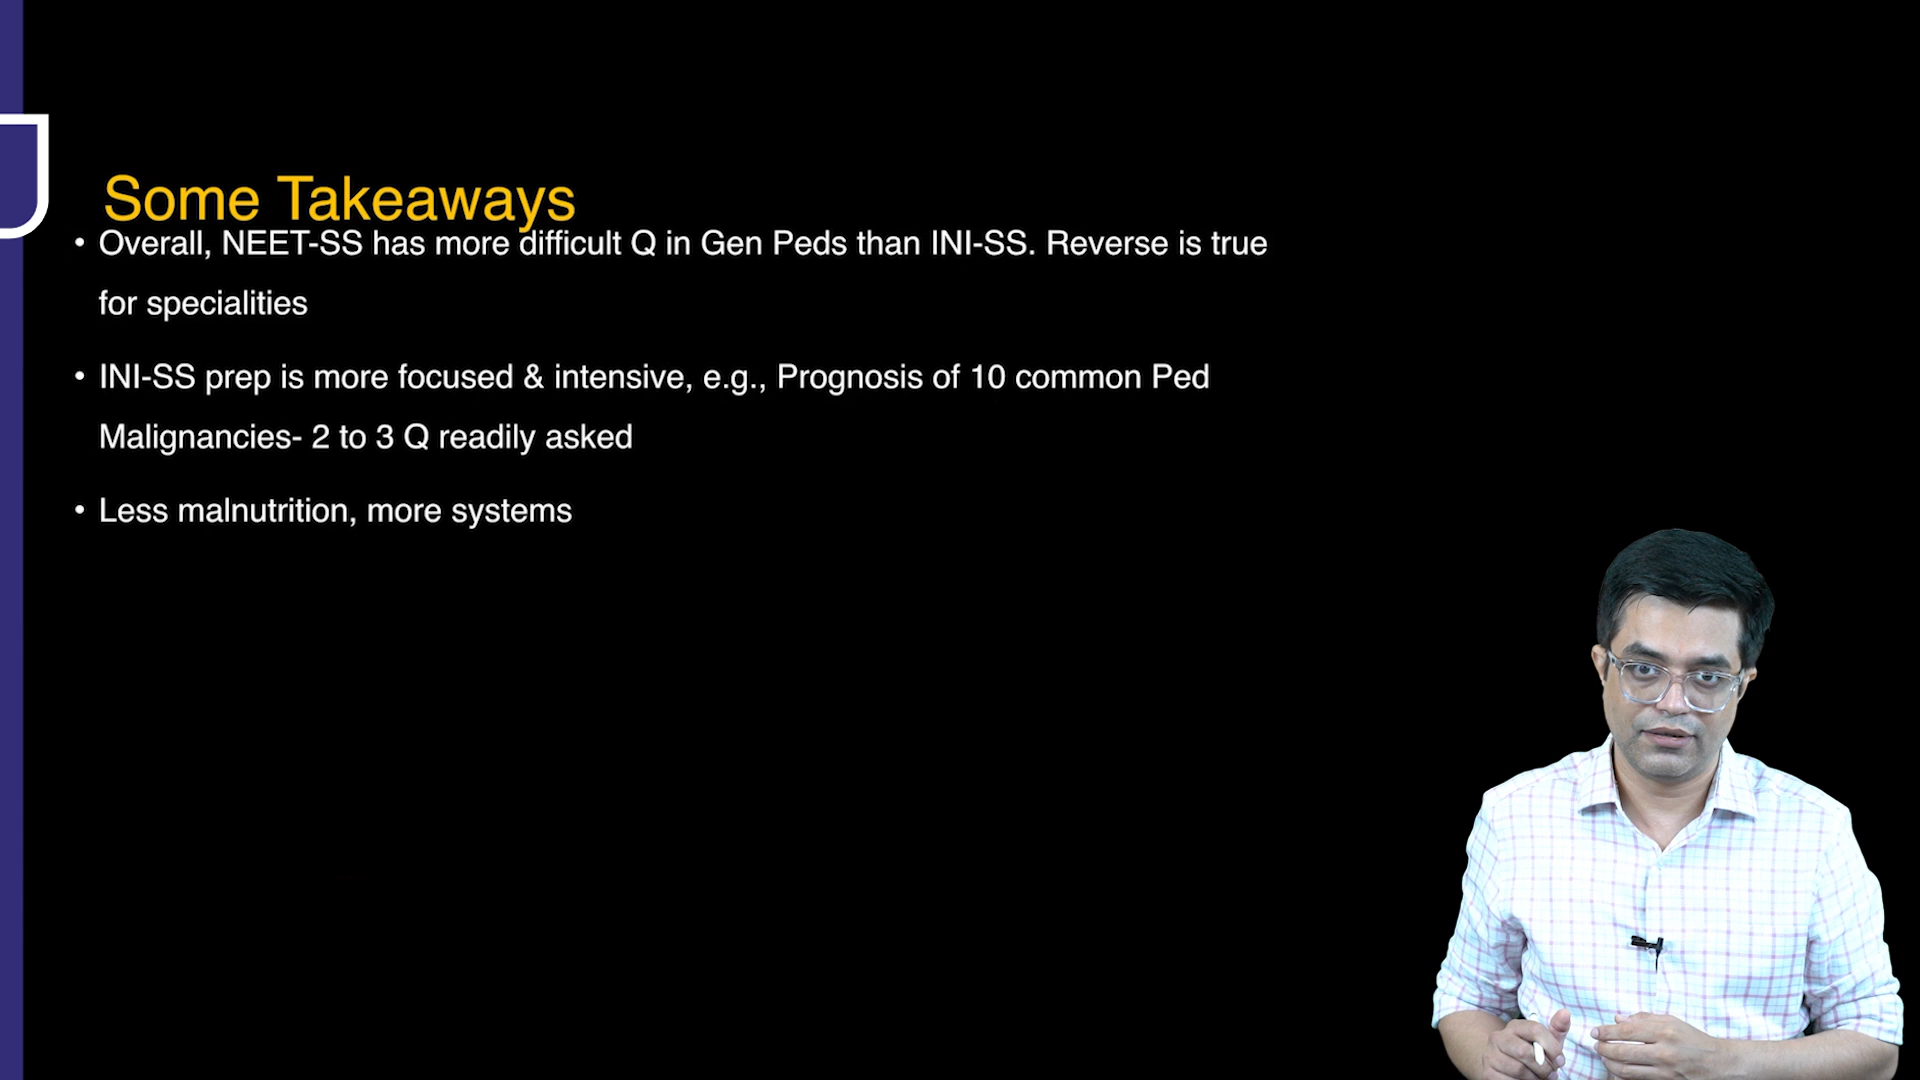 Some Takeaways
• Overall, NEET-SS has more difficult Q in Gen Peds than INI-SS. Reverse is true
for specialities
• INI-SS prep is more focused & intensive, e.g., Prognosis of 10 common Ped
Malignancies- 2 to 3 Q readily asked
• Less malnutrition, more systems